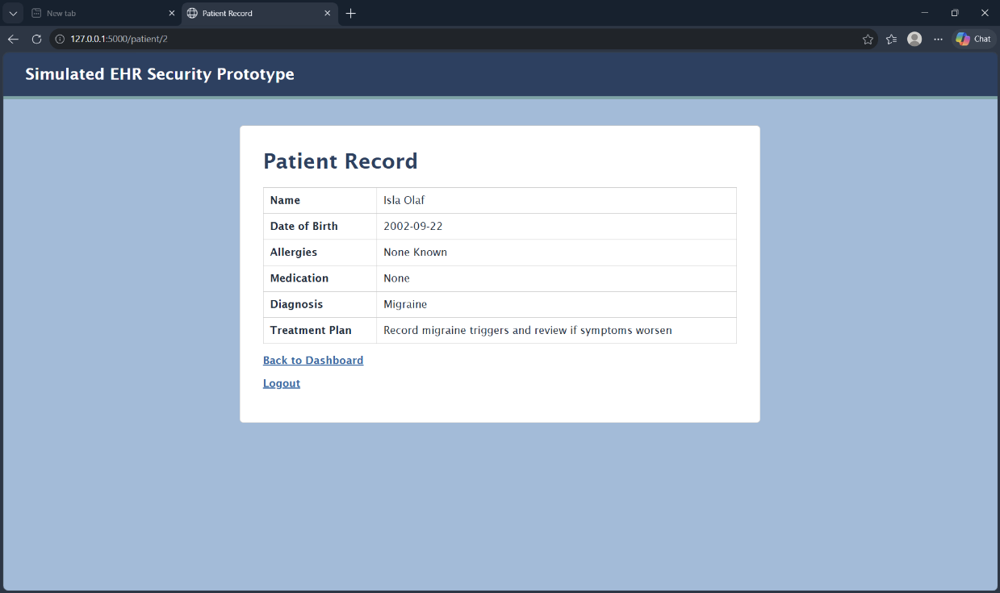 New tab
Patient Record
127.0.0.1:5000/patient/2
Chat
Simulated EHR Security Prototype
Patient Record
Name Isla Olaf
Date of Birth 2002-09-22
Allergies None Known
Medication None
Diagnosis Migraine
Treatment Plan Record migraine triggers and review if symptoms worsen
Back to Dashboard
Logout